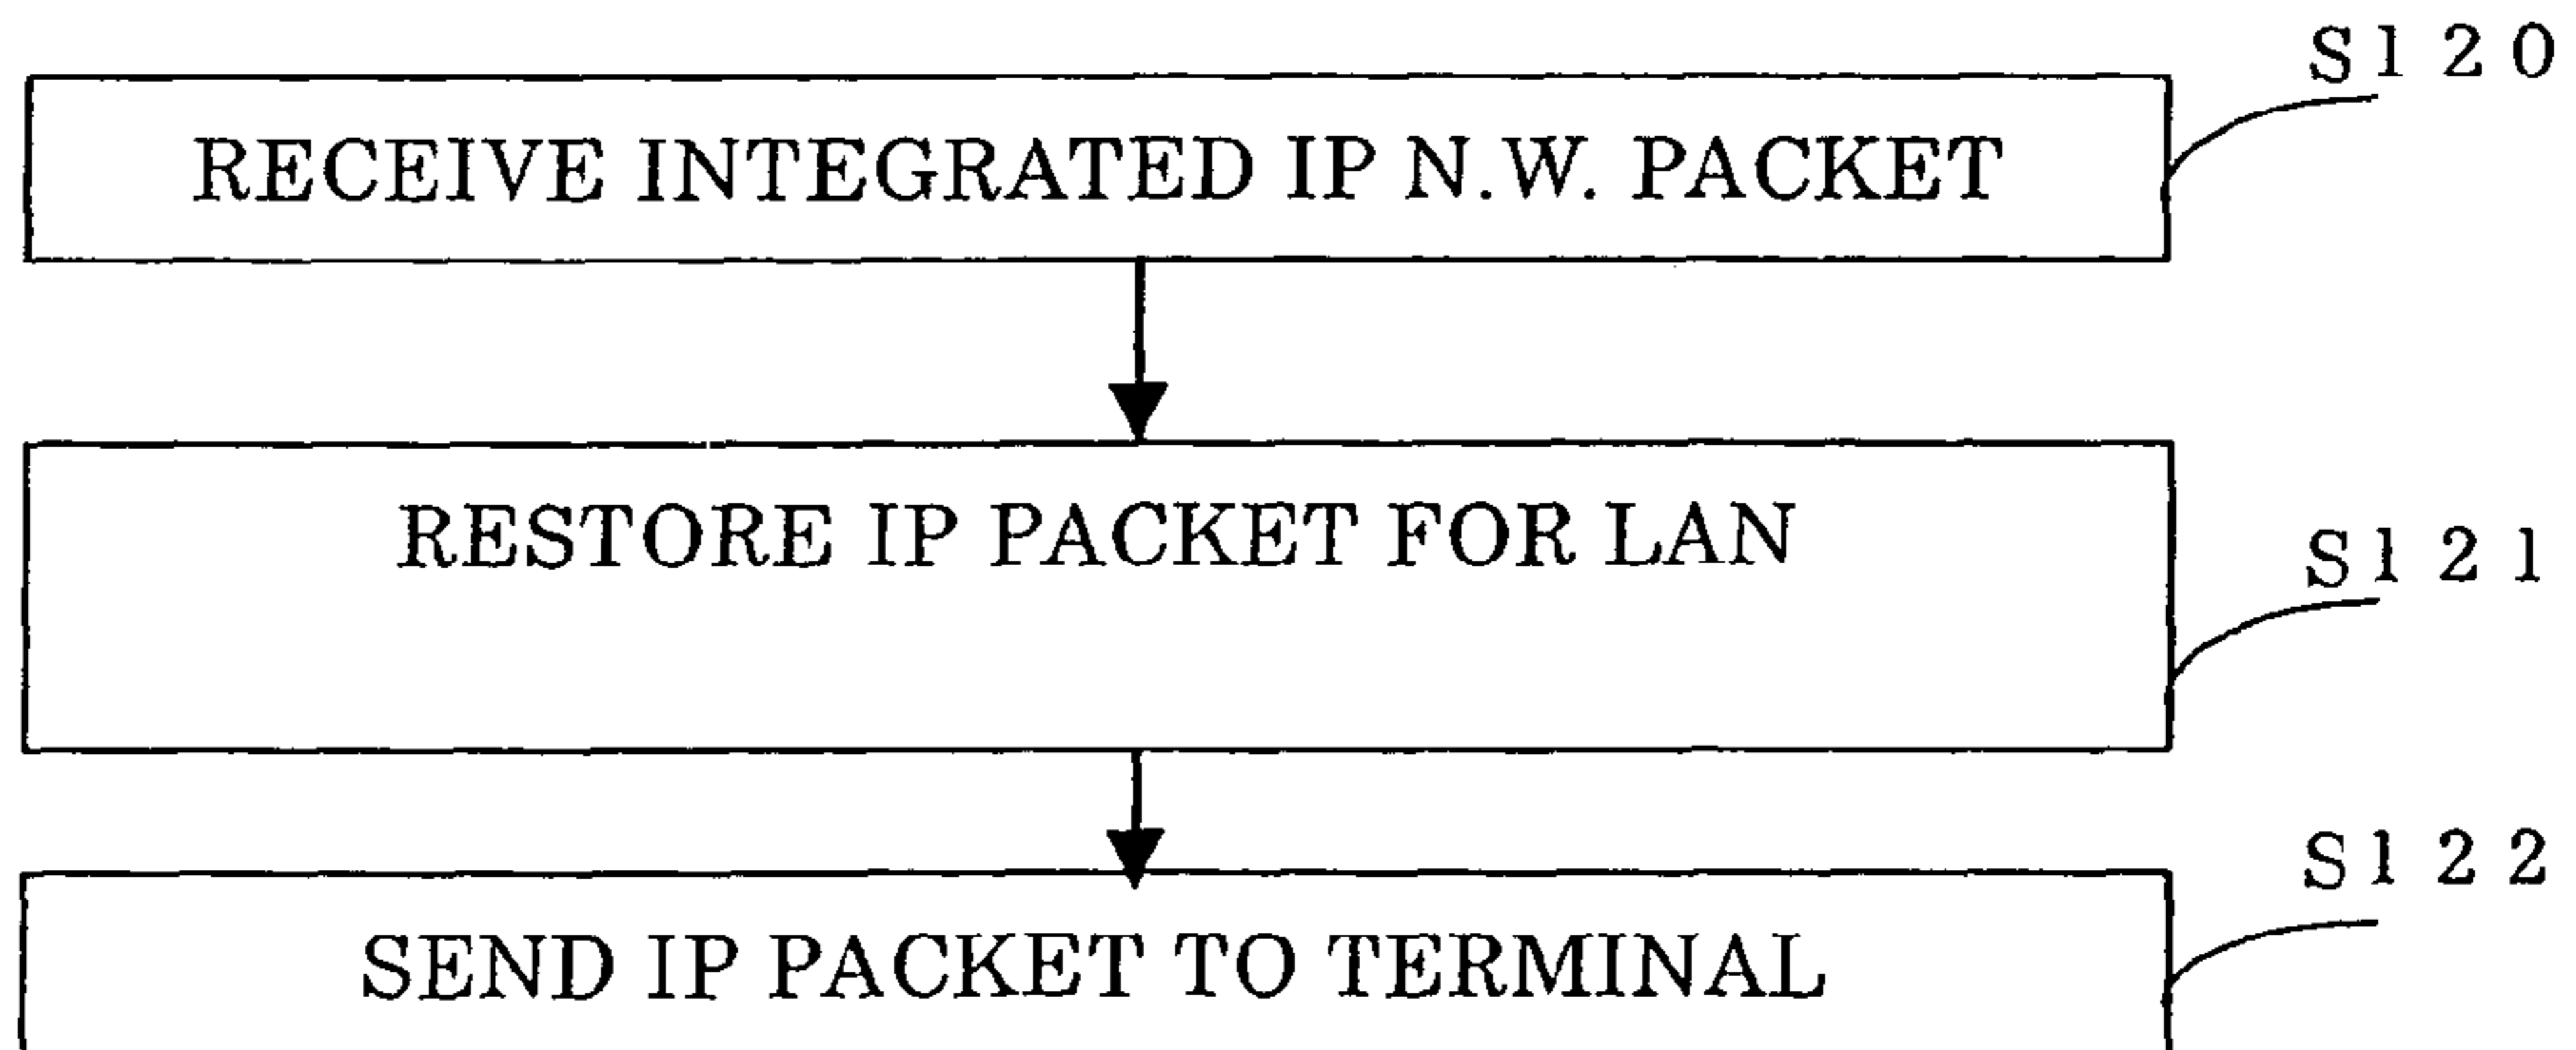 S120
RECEIVE INTEGRATED IP N.W. PACKET
RESTORE IP PACKET FOR LAN
S121
S122
SEND IP PACKET TO TERMINAL